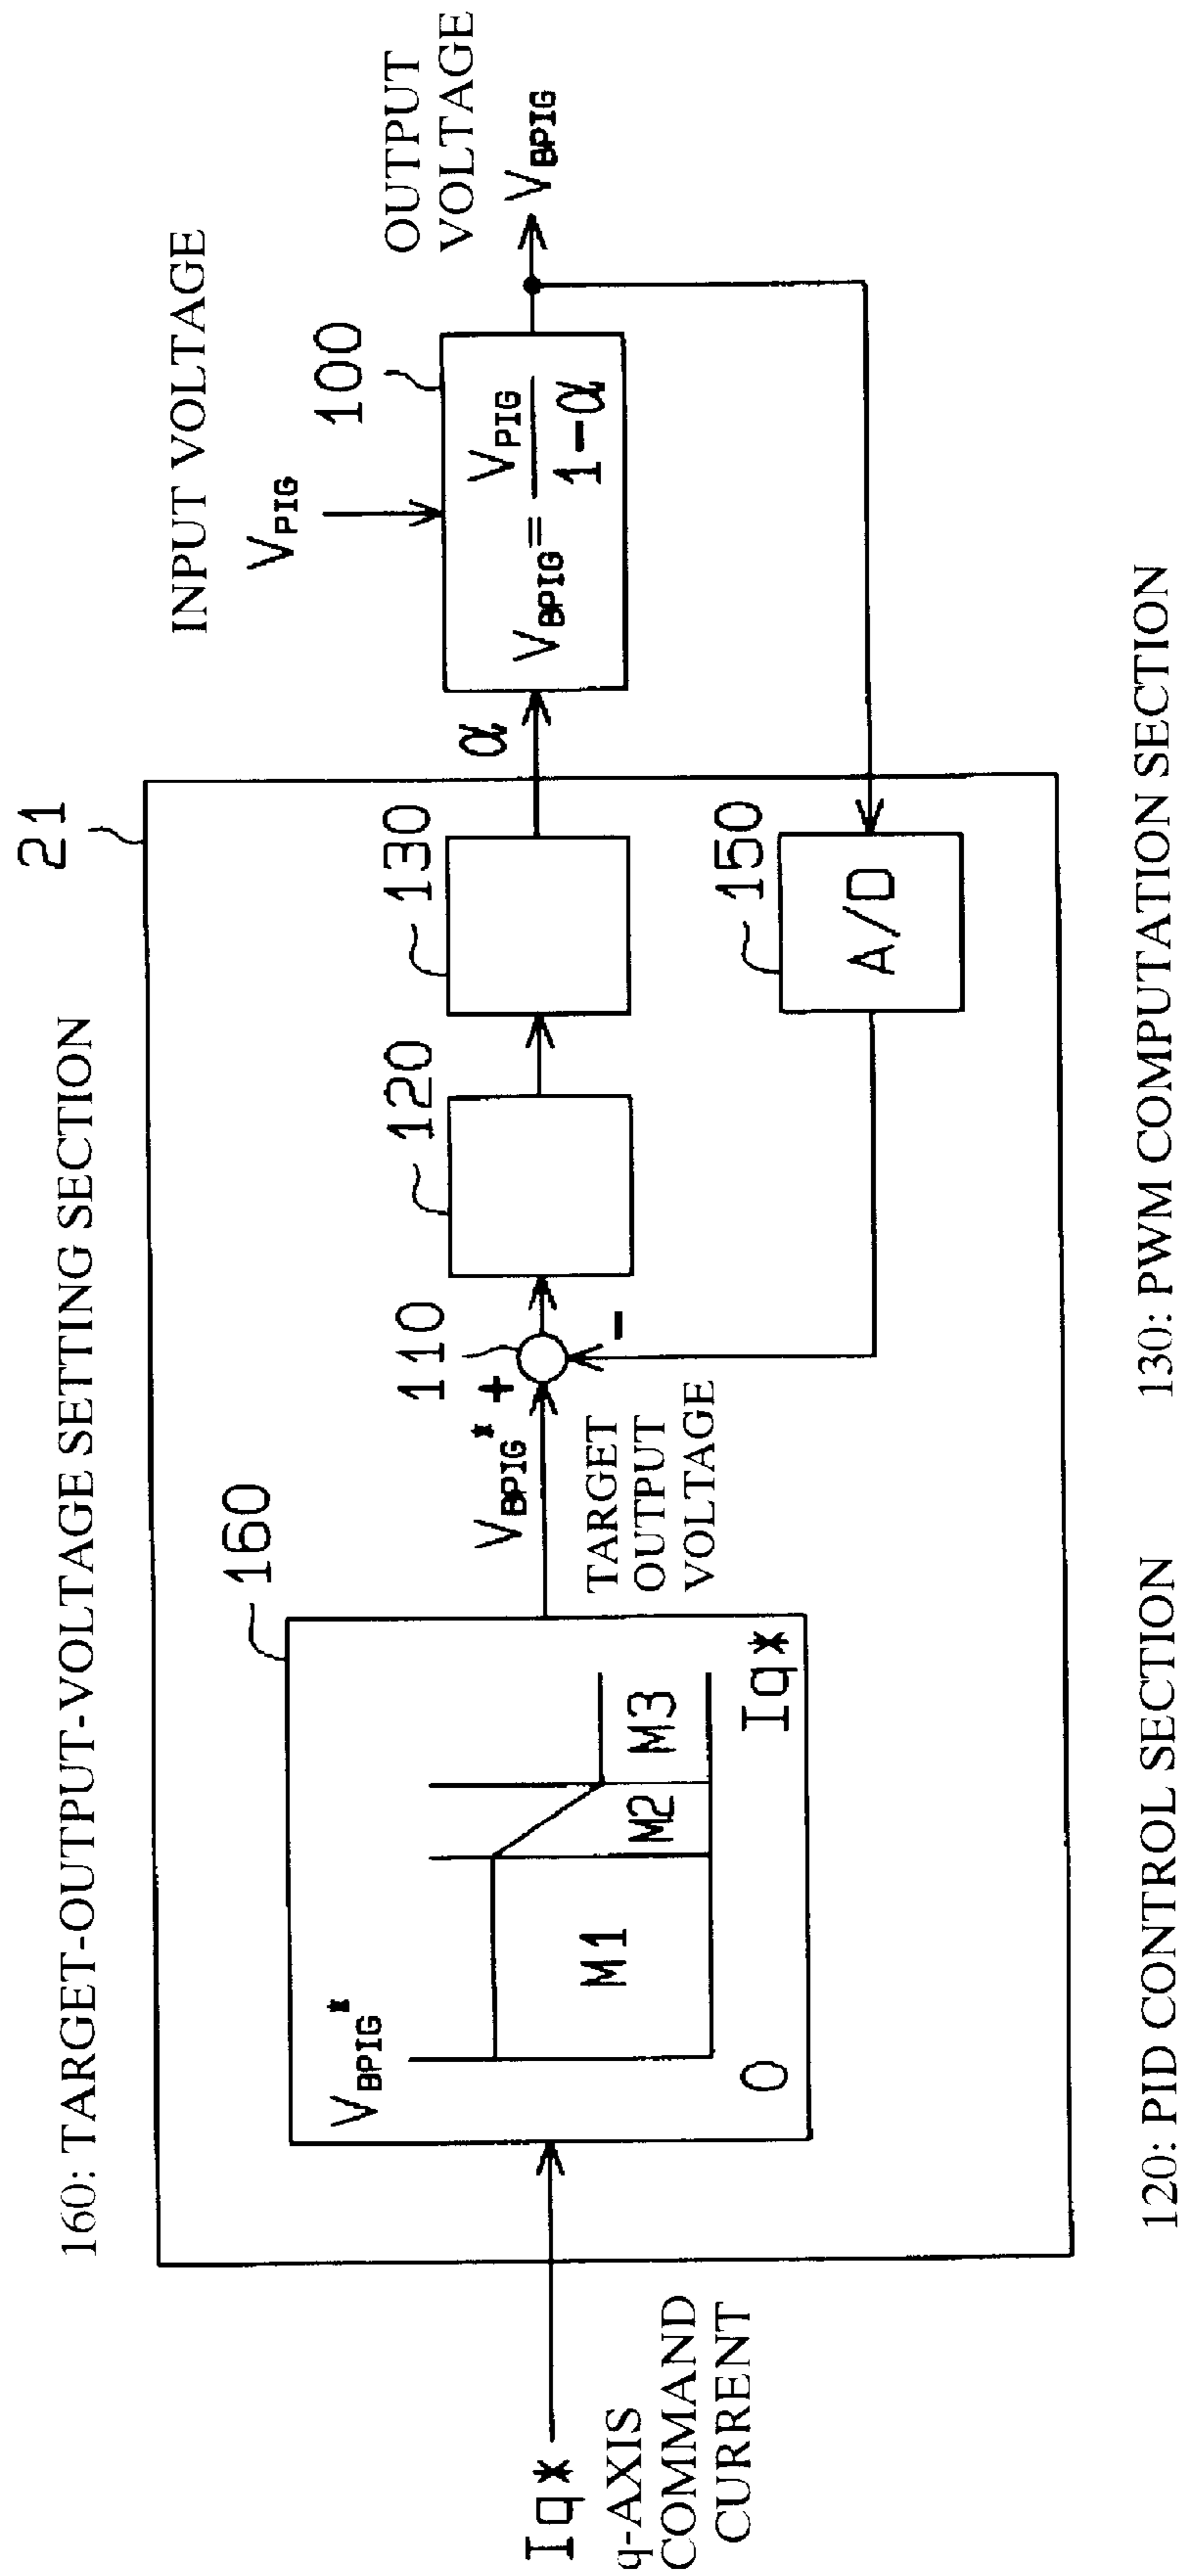 160: TARGET-OUTPUT-VOLTAGE SETTING SECTION
21
INPUT VOLTAGE
V_PIG
160
V_BPIG*
M1
M2
M3
0
Iq*
Iq*
q-AXIS
COMMAND
CURRENT
V_BPIG*
+
-
TARGET
OUTPUT
VOLTAGE
110
120
130
α
100
V_BPIG = V_PIG / 1-α
OUTPUT
VOLTAGE
V_BPIG
150
A/D
120: PID CONTROL SECTION
130: PWM COMPUTATION SECTION